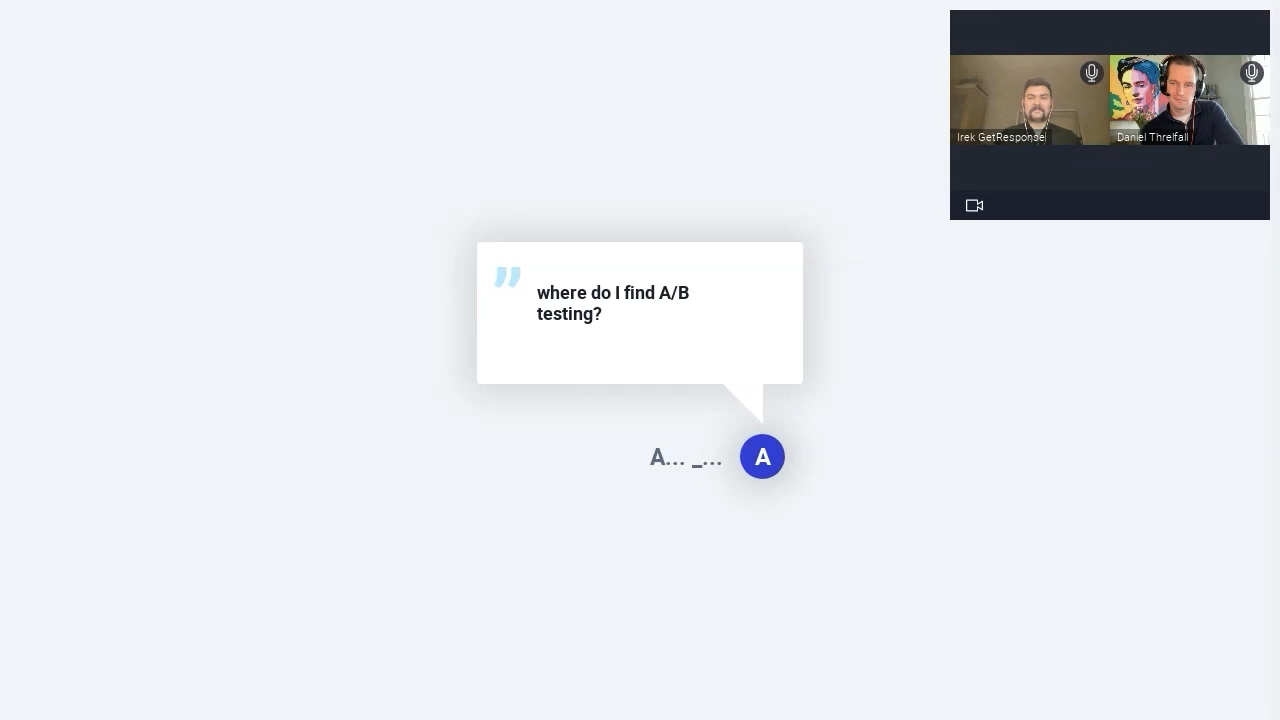 Irek GetResponse
Daniel Threlfall
” where do I find A/B
testing?
A... _...
A